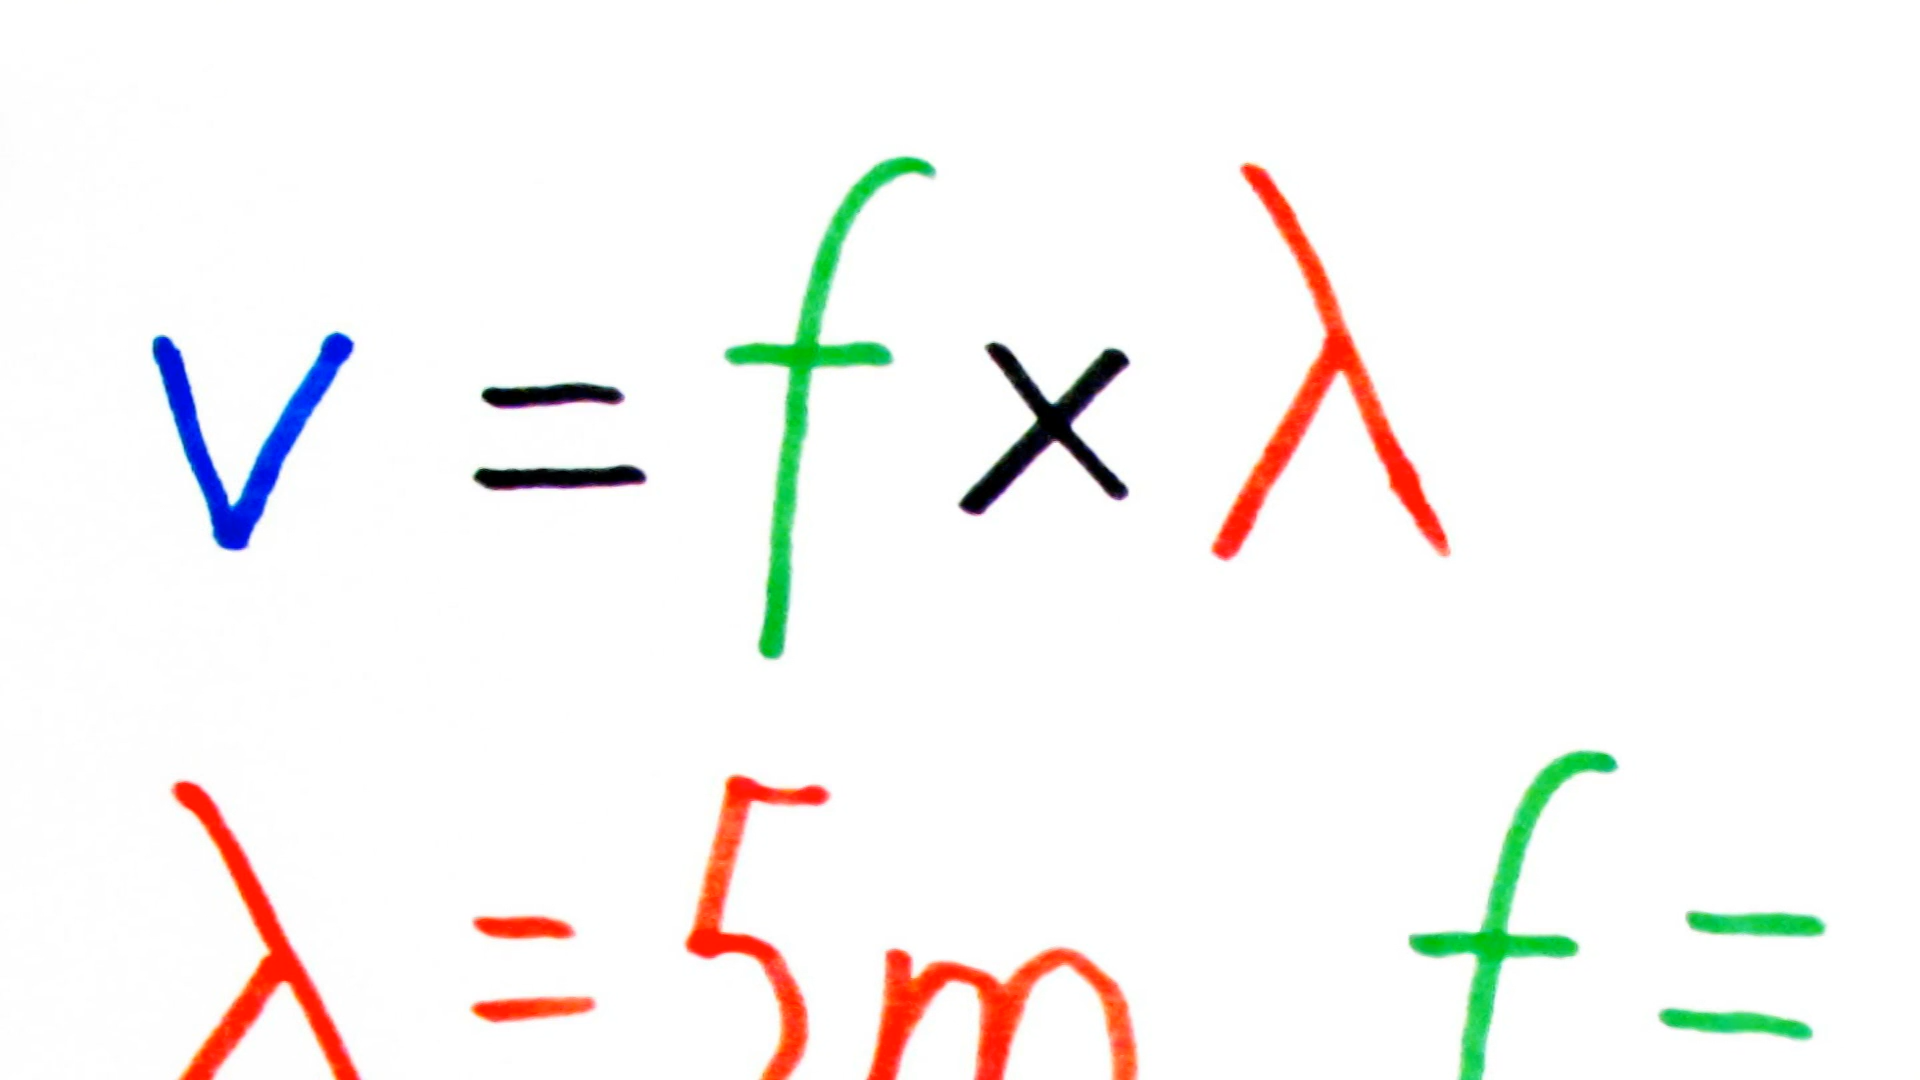 v = f × λ
λ = 5m f =